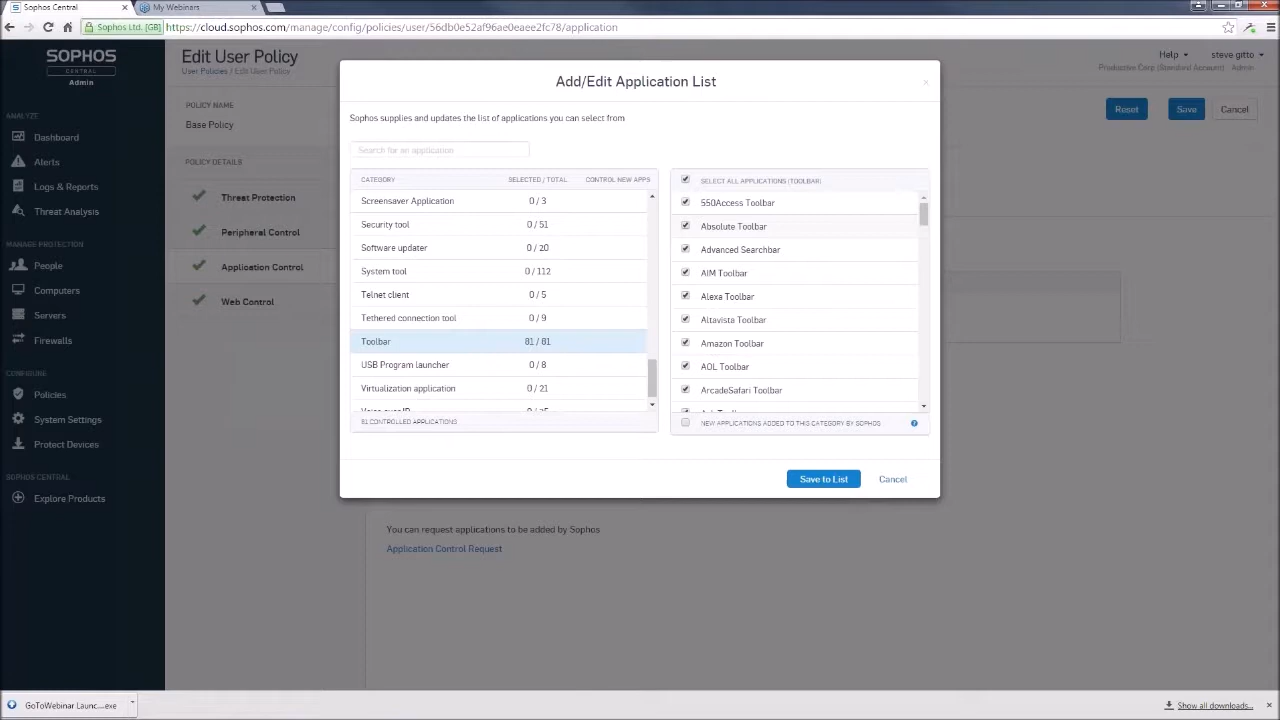 Sophos Central
My Webinars
Sophos Ltd. [GB]
https://cloud.sophos.com/manage/config/policies/user/56db0e52af96ae0eaee2fc78/application
SOPHOS
CENTRAL
Admin
ANALYZE
Dashboard
Alerts
Logs & Reports
Threat Analysis
MANAGE PROTECTION
People
Computers
Servers
Firewalls
CONFIGURE
Policies
System Settings
Protect Devices
SOPHOS CENTRAL
Explore Products
Edit User Policy
User Policies / Edit User Policy
Help
steve gitto
Productive Corp (Standard Account)
Admin
POLICY NAME
Base Policy
Reset
Save
Cancel
POLICY DETAILS
Threat Protection
Peripheral Control
Application Control
Web Control
Add/Edit Application List
×
Sophos supplies and updates the list of applications you can select from
Search for an application
CATEGORY SELECTED / TOTAL CONTROL NEW APPS
Screensaver Application 0 / 3
Security tool 0 / 51
Software updater 0 / 20
System tool 0 / 112
Telnet client 0 / 5
Tethered connection tool 0 / 9
Toolbar 81 / 81
USB Program launcher 0 / 8
Virtualization application 0 / 21
81 CONTROLLED APPLICATIONS
SELECT ALL APPLICATIONS (TOOLBAR)
550Access Toolbar
Absolute Toolbar
Advanced Searchbar
AIM Toolbar
Alexa Toolbar
Altavista Toolbar
Amazon Toolbar
AOL Toolbar
ArcadeSafari Toolbar
NEW APPLICATIONS ADDED TO THIS CATEGORY BY SOPHOS
Save to List
Cancel
You can request applications to be added by Sophos
Application Control Request
GoToWebinar Launc....exe
Show all downloads...